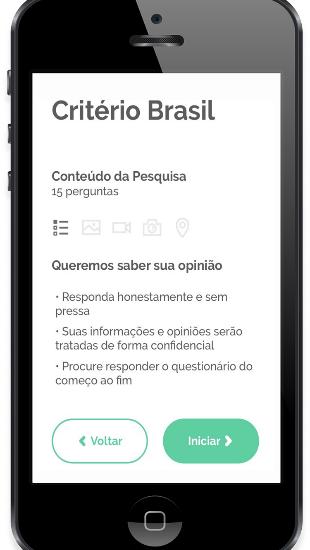 Critério Brasil
Conteúdo da Pesquisa
15 perguntas
Queremos saber sua opinião
• Responda honestamente e sem
pressa
• Suas informações e opiniões serão
tratadas de forma confidencial
• Procure responder o questionário do
começo ao fim
Voltar
Iniciar